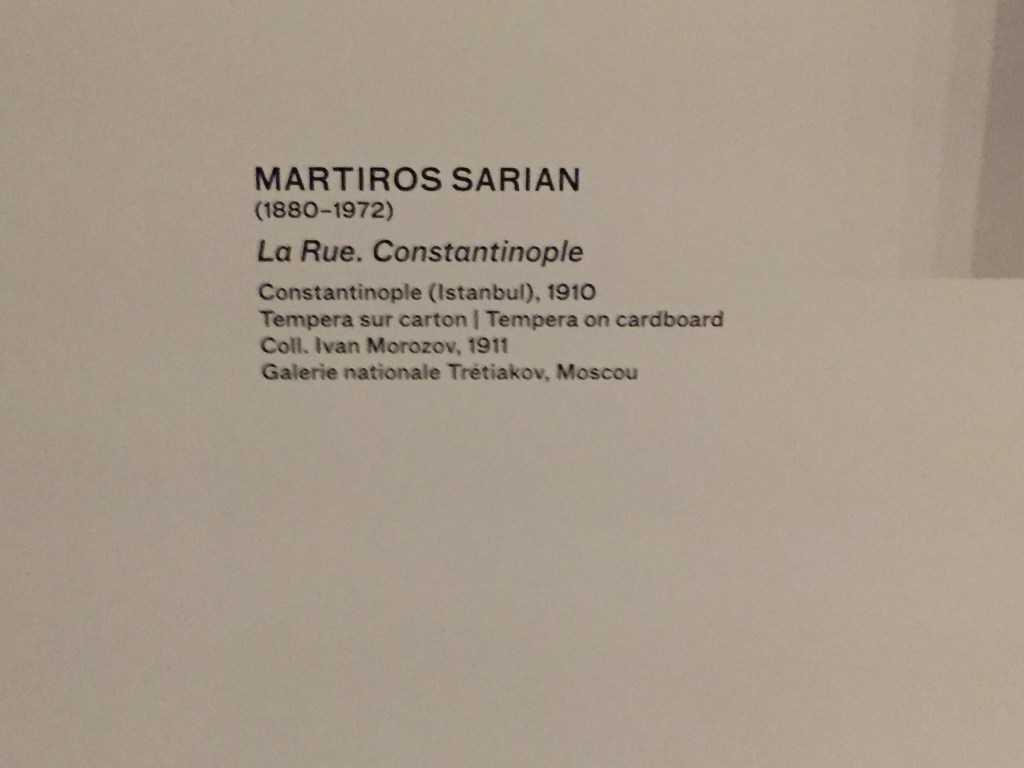 MARTIROS SARIAN
(1880–1972)
La Rue. Constantinople
Constantinople (Istanbul), 1910
Tempera sur carton | Tempera on cardboard
Coll. Ivan Morozov, 1911
Galerie nationale Trétiakov, Moscou